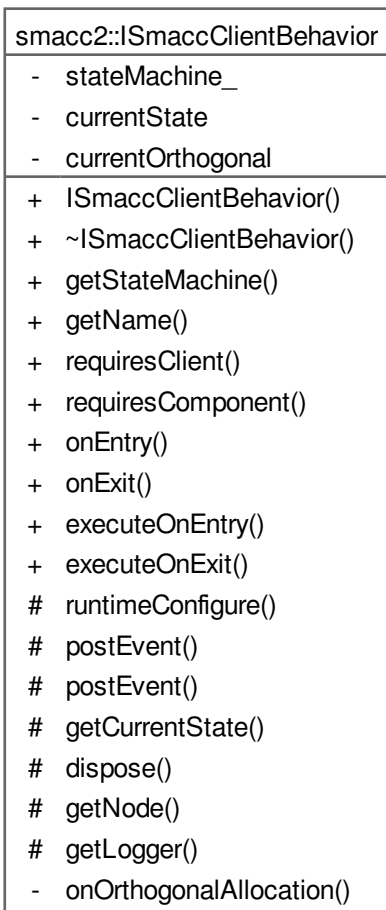 smacc2::ISmaccClientBehavior
- stateMachine_
- currentState
- currentOrthogonal
+ ISmaccClientBehavior()
+ ~ISmaccClientBehavior()
+ getStateMachine()
+ getName()
+ requiresClient()
+ requiresComponent()
+ onEntry()
+ onExit()
+ executeOnEntry()
+ executeOnExit()
# runtimeConfigure()
# postEvent()
# postEvent()
# getCurrentState()
# dispose()
# getNode()
# getLogger()
- onOrthogonalAllocation()